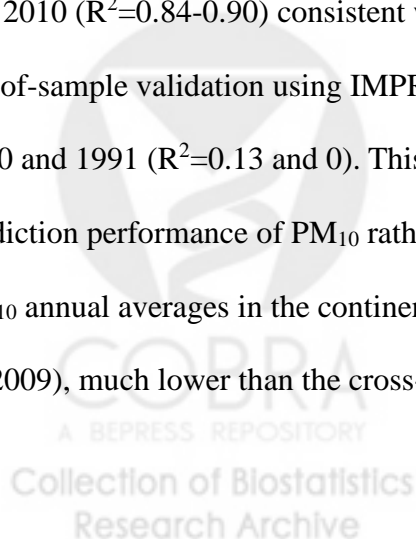 2010 (R²=0.84-0.90) consistent
of-sample validation using
0 and 1991 (R²=0.13 and 0). This
diction performance of PM₁₀ rath
₁₀ annual averages in the contine
2009), much lower than the cross-
COBRA
A BEPRESS REPOSITORY
Collection of Biostatistics
Research Archive